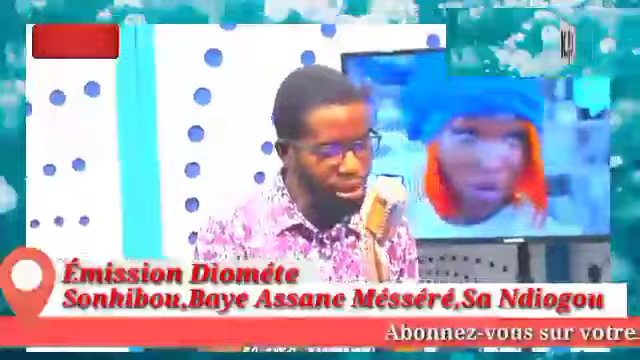 Émission Diométe
Sonhibou,Baye Assane Mésséré,Sa Ndiogou
Abonnez-vous sur votre